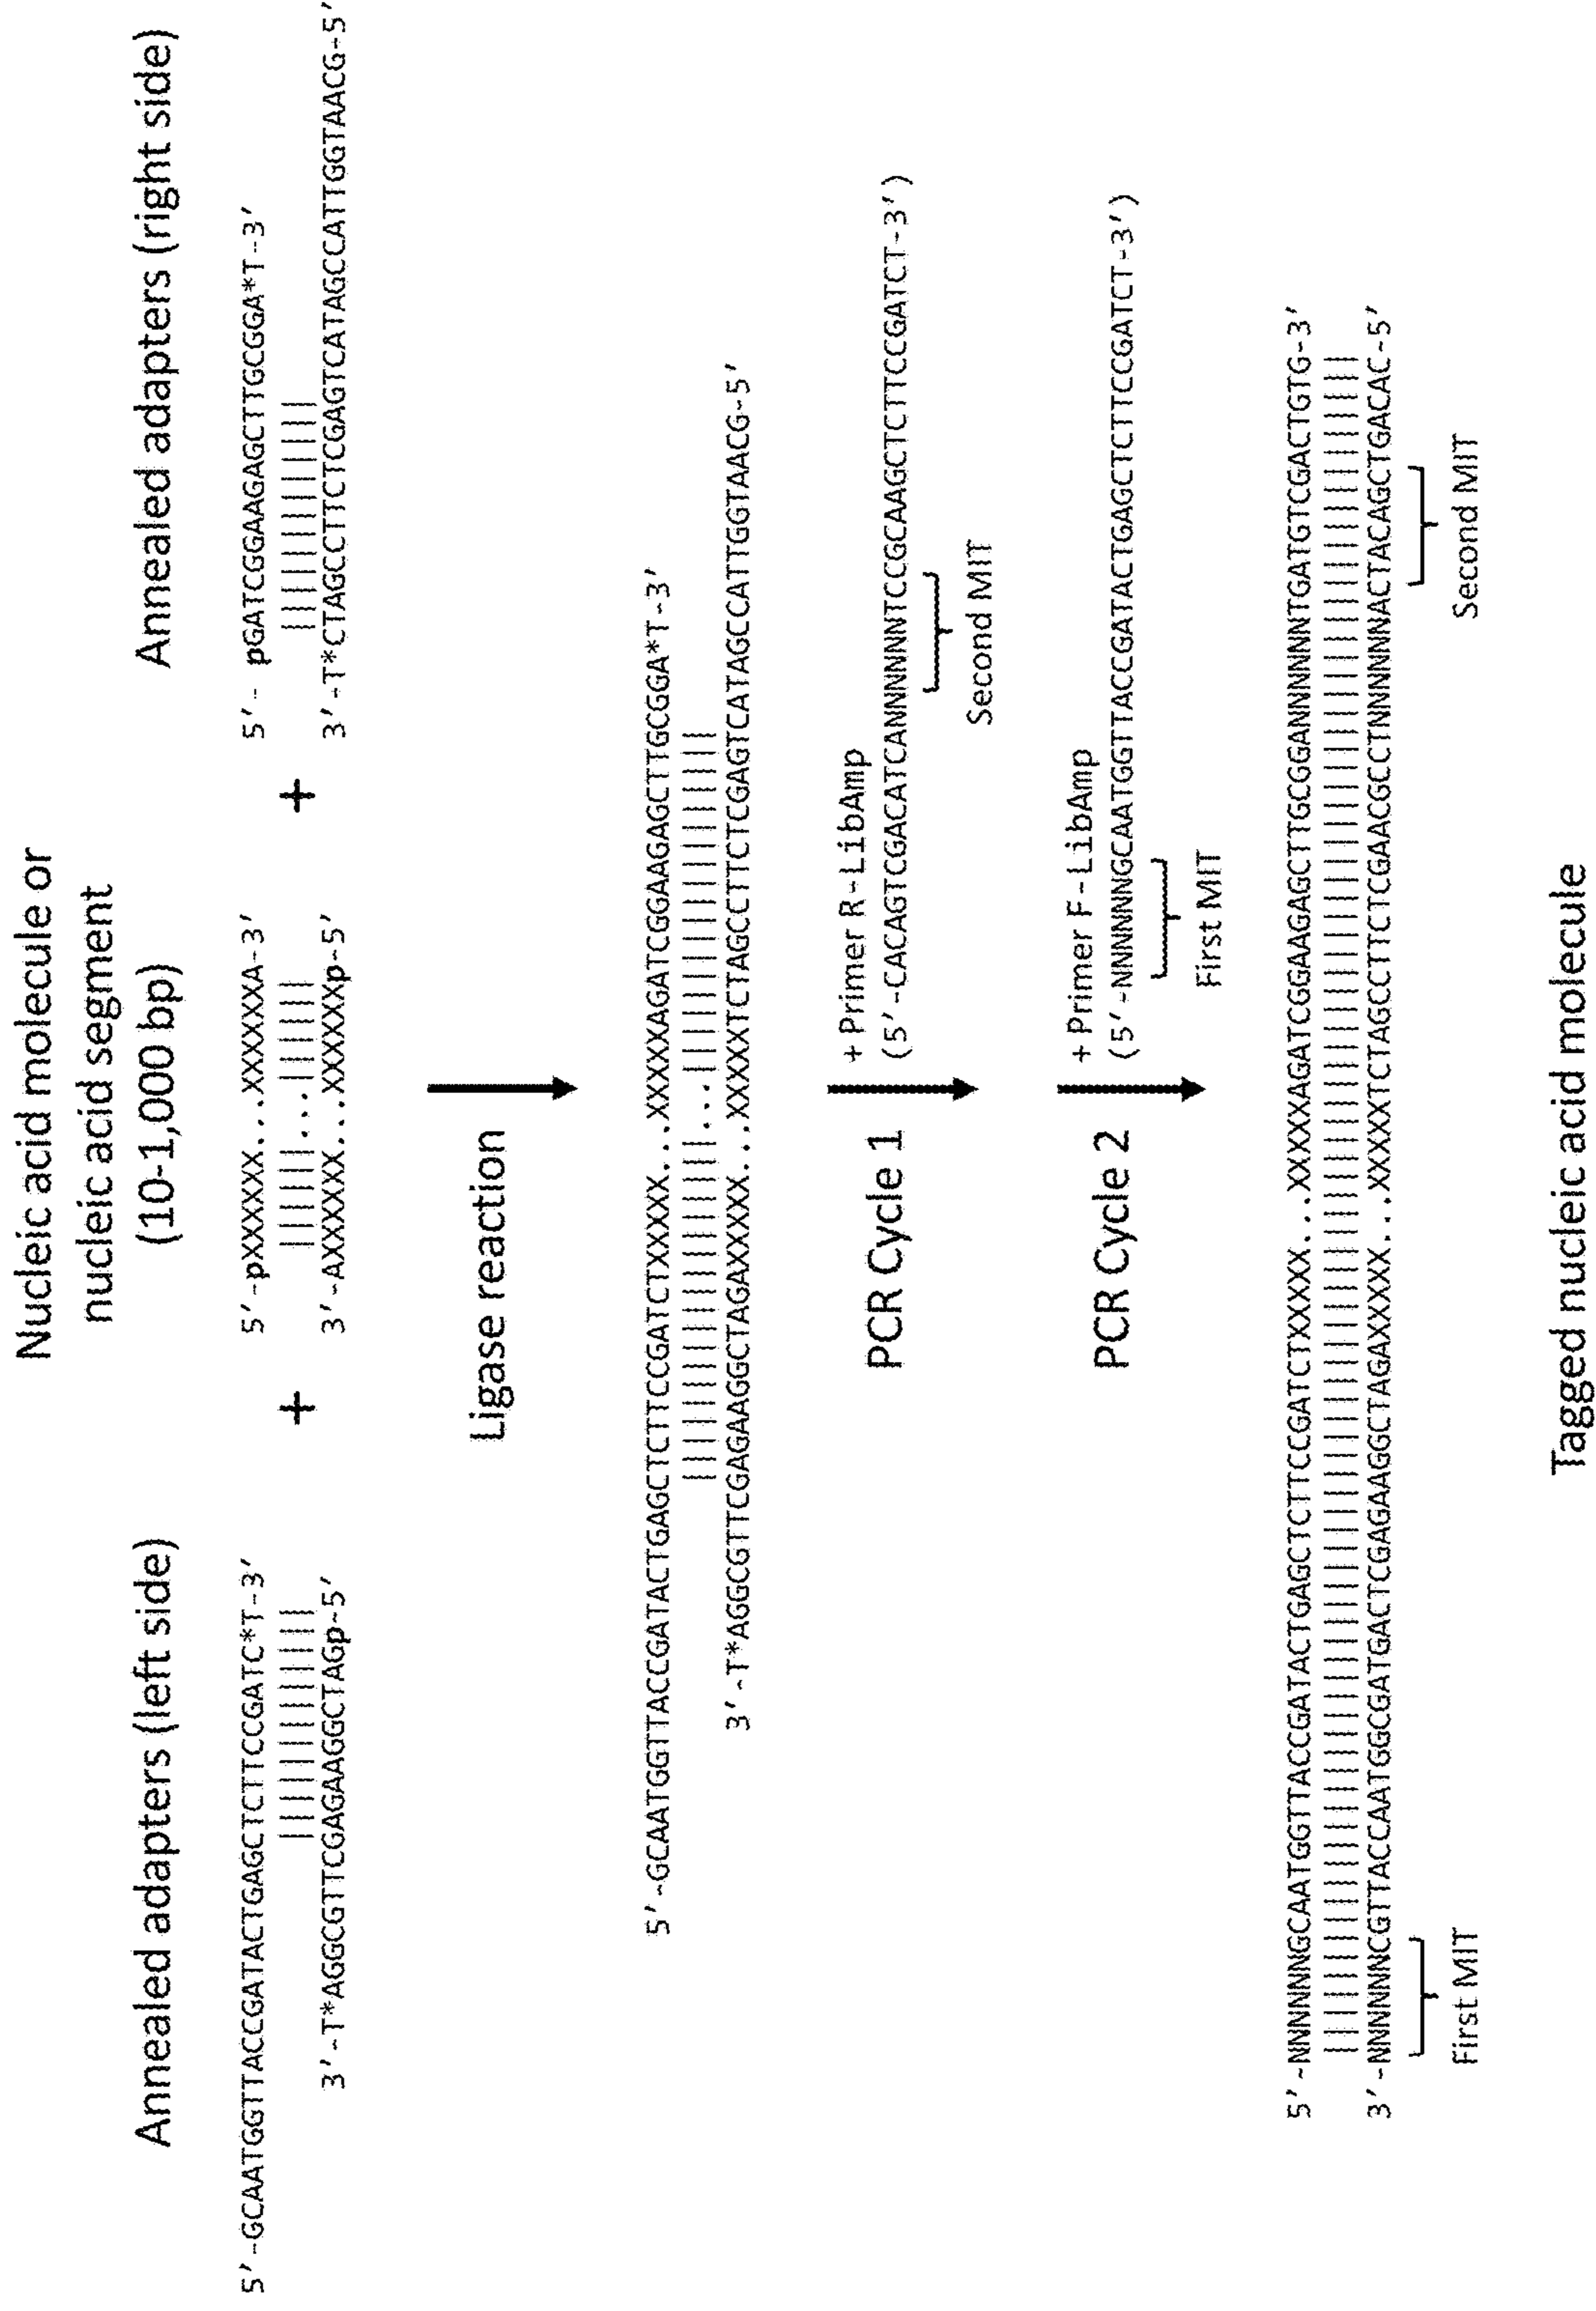 Nucleic acid molecule or
nucleic acid segment
(10-1,000 bp)
Annealed adapters (left side)
Annealed adapters (right side)
5'-GCAATGGTTACCGATACTGAGCTCTTCCGATC*T-3'
+
5'-pXXXXXX...XXXXXXA-3'
+
5'- pGATCGGAAGAGCTTGCGGA*T-3'
3'-T*AGGCGTTCGAGAAGGCTAGp-5'
3'-AXXXXXX...XXXXXXp-5'
3'-T*CTAGCCTTCTCGAGTCATAGCCATTGGTAACG-5'
Ligase reaction
5'-GCAATGGTTACCGATACTGAGCTCTTCCGATCTXXXXX...XXXXXAGATCGGAAGAGCTTGCGGA*T-3'
3'-T*AGGCGTTCGAGAAGGCTAGAXXXXX...XXXXXTCTAGCCTTCTCGAGTCATAGCCATTGGTAACG-5'
PCR Cycle 1
+ Primer R-LibAmp
(5'-CACAGTCGACATCANNNNNNTCCGCAAGCTCTTCCGATCT-3')
Second MIT
PCR Cycle 2
+ Primer F-LibAmp
(5'-NNNNNNGCAATGGTTACCGATACTGAGCTCTTCCGATCT-3')
First MIT
5'-NNNNNNGCAATGGTTACCGATACTGAGCTCTTCCGATCTXXXXX...XXXXXAGATCGGAAGAGCTTGCGGANNNNNNTGATGTCGACTGTG-3'
3'-NNNNNNCGTTACCAATGGCGATGACTCGAGAAGGCTAGAXXXXX...XXXXXTCTAGCCTTCTCGAACGCCTNNNNNNACTACAGCTGACAC-5'
First MIT
Second MIT
Tagged nucleic acid molecule